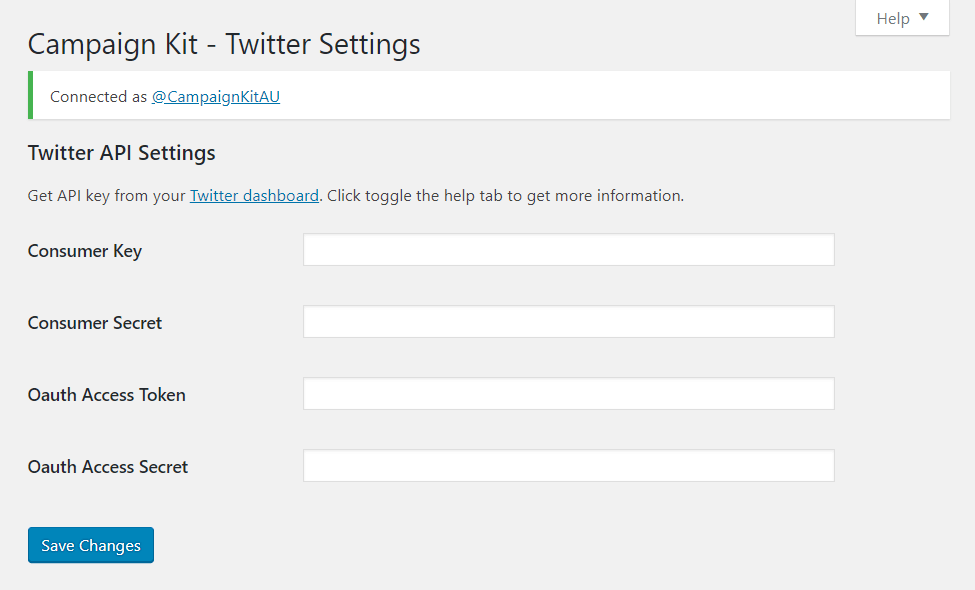 Help ▼
Campaign Kit - Twitter Settings
Connected as @CampaignKitAU
Twitter API Settings
Get API key from your Twitter dashboard. Click toggle the help tab to get more information.
Consumer Key
Consumer Secret
Oauth Access Token
Oauth Access Secret
Save Changes